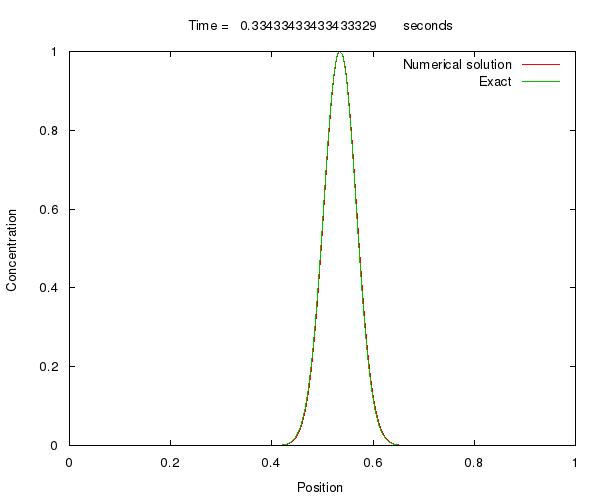 Time = 0.33433433433433329 seconds
Numerical solution
Exact
1
0.8
0.6
0.4
0.2
0
Concentration
0 0.2 0.4 0.6 0.8 1
Position